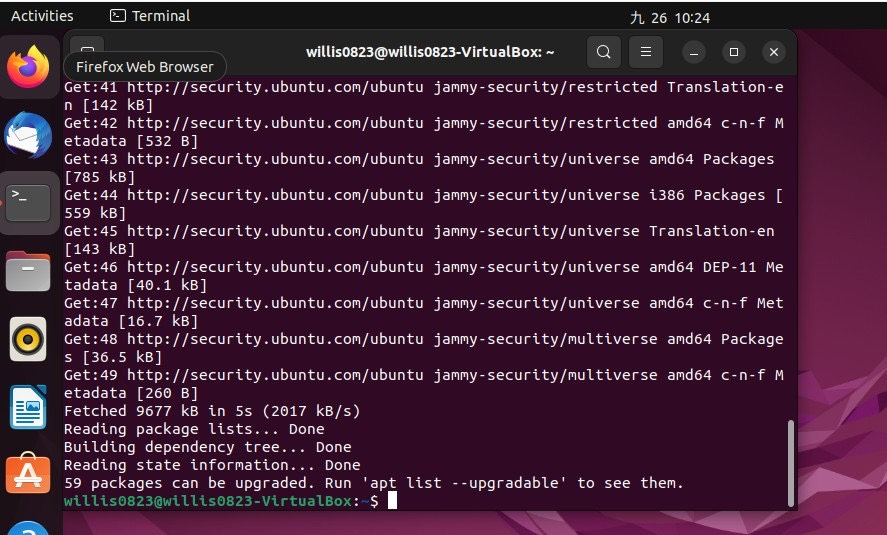 Activities
Terminal
九 26 10:24
willis0823@willis0823-VirtualBox: ~
Firefox Web Browser
Get:41 http://security.ubuntu.com/ubuntu jammy-security/restricted Translation-e
n [142 kB]
Get:42 http://security.ubuntu.com/ubuntu jammy-security/restricted amd64 c-n-f M
etadata [532 B]
Get:43 http://security.ubuntu.com/ubuntu jammy-security/universe amd64 Packages
[785 kB]
Get:44 http://security.ubuntu.com/ubuntu jammy-security/universe i386 Packages [
559 kB]
Get:45 http://security.ubuntu.com/ubuntu jammy-security/universe Translation-en
[143 kB]
Get:46 http://security.ubuntu.com/ubuntu jammy-security/universe amd64 DEP-11 Me
tadata [40.1 kB]
Get:47 http://security.ubuntu.com/ubuntu jammy-security/universe amd64 c-n-f Met
adata [16.7 kB]
Get:48 http://security.ubuntu.com/ubuntu jammy-security/multiverse amd64 Package
s [36.5 kB]
Get:49 http://security.ubuntu.com/ubuntu jammy-security/multiverse amd64 c-n-f M
etadata [260 B]
Fetched 9677 kB in 5s (2017 kB/s)
Reading package lists... Done
Building dependency tree... Done
Reading state information... Done
59 packages can be upgraded. Run 'apt list --upgradable' to see them.
willis0823@willis0823-VirtualBox:~$